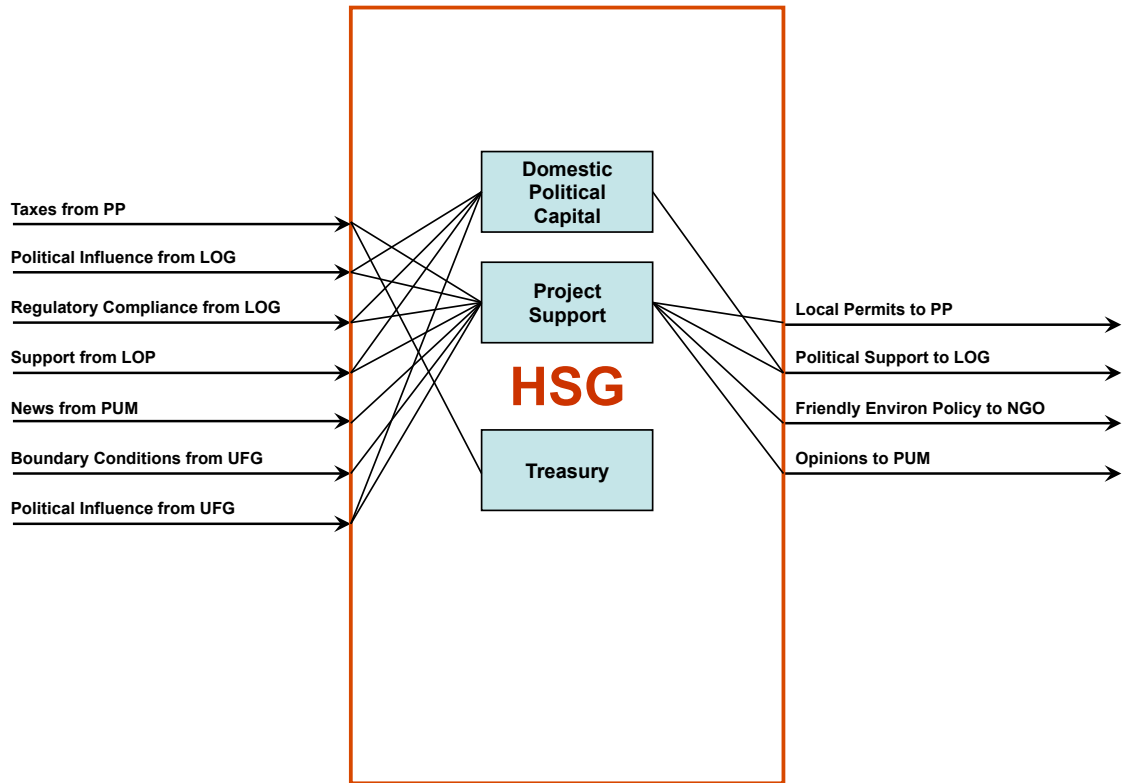 Domestic
Political
Capital
Taxes from PP
Political Influence from LOG
Project
Support
Regulatory Compliance from LOG
Local Permits to PP
Support from LOP
Political Support to LOG
HSG
News from PUM
Friendly Environ Policy to NGO
Boundary Conditions from UFG
Treasury
Opinions to PUM
Political Influence from UFG